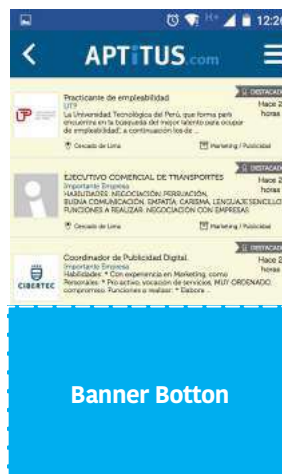 H+ 12:26
APTiTUS.com
DESTACADO
Practicante de empleabilidad
UTP
Hace 2 horas
La Universidad Tecnológica del Perú, que forma parte
encuentra en la búsqueda del mejor talento para ocupar
de empleabilidad", a continuación los de ...
Cercado de Lima
Marketing / Publicidad
DESTACADO
EJECUTIVO COMERCIAL DE TRANSPORTES
Importante Empresa
Hace 2 horas
HABILIDADES: NEGOCIACIÓN, PERSUACIÓN,
BUENA COMUNICACIÓN, EMPATÍA, CARISMA, LENGUAJE SENCILLO
FUNCIONES A REALIZAR: NEGOCIACIÓN CON EMPRESAS
Cercado de Lima
Marketing / Publicidad
DESTACADO
Coordinador de Publicidad Digital
Importante Empresa
Hace 2 horas
CIBERTEC
Habilidades: * Con experiencia en Marketing, como
Personales: * Pro activo, vocación de servicios, MUY ORDENADO,
compromiso. Funciones a realizar: * Elabora ...
Banner Botton